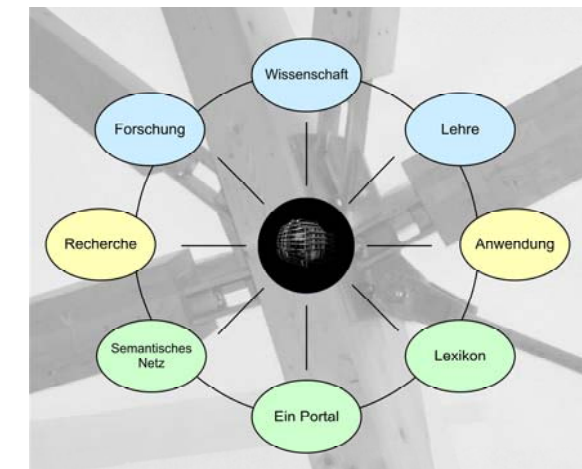 Wissenschaft
Forschung
Lehre
Recherche
Anwendung
Semantisches
Netz
Lexikon
Ein Portal